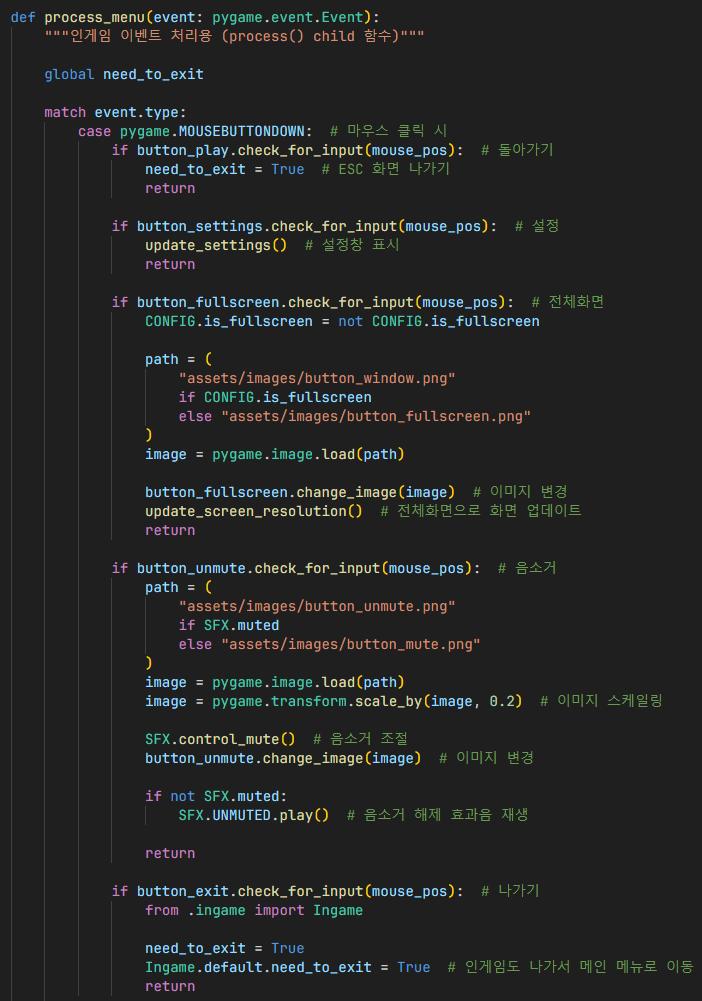 def process_menu(event: pygame.event.Event):
    """인게임 이벤트 처리용 (process() child 함수)"""
    global need_to_exit
    match event.type:
        case pygame.MOUSEBUTTONDOWN:  # 마우스 클릭 시
            if button_play.check_for_input(mouse_pos):  # 돌아가기
                need_to_exit = True  # ESC 화면 나가기
                return
            if button_settings.check_for_input(mouse_pos):  # 설정
                update_settings()  # 설정창 표시
                return
            if button_fullscreen.check_for_input(mouse_pos):  # 전체화면
                CONFIG.is_fullscreen = not CONFIG.is_fullscreen
                path = (
                    "assets/images/button_window.png"
                    if CONFIG.is_fullscreen
                    else "assets/images/button_fullscreen.png"
                )
                image = pygame.image.load(path)
                button_fullscreen.change_image(image)  # 이미지 변경
                update_screen_resolution()  # 전체화면으로 화면 업데이트
                return
            if button_unmute.check_for_input(mouse_pos):  # 음소거
                path = (
                    "assets/images/button_unmute.png"
                    if SFX.muted
                    else "assets/images/button_mute.png"
                )
                image = pygame.image.load(path)
                image = pygame.transform.scale_by(image, 0.2)  # 이미지 스케일링
                SFX.control_mute()  # 음소거 조절
                button_unmute.change_image(image)  # 이미지 변경
                if not SFX.muted:
                    SFX.UNMUTED.play()  # 음소거 해제 효과음 재생
                return
            if button_exit.check_for_input(mouse_pos):  # 나가기
                from .ingame import Ingame
                need_to_exit = True
                Ingame.default.need_to_exit = True  # 인게임도 나가서 메인 메뉴로 이동
                return